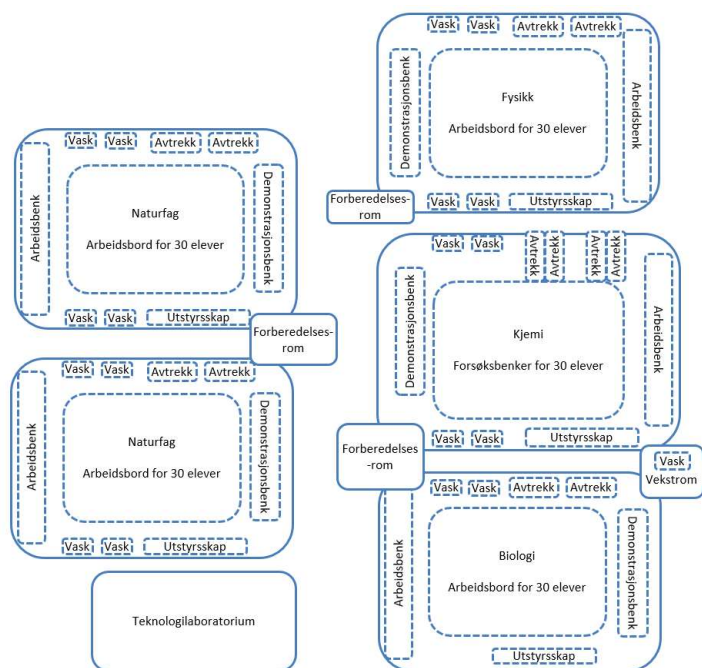 Vask
Vask
Avtrekk
Avtrekk
Arbeidsbenk
Naturfag
Arbeidsbord for 30 elever
Demonstrasjonsbenk
Vask
Vask
Utstyrsskap
Forberedelses-
rom
Vask
Vask
Avtrekk
Avtrekk
Arbeidsbenk
Naturfag
Arbeidsbord for 30 elever
Demonstrasjonsbenk
Vask
Vask
Utstyrsskap
Teknologilaboratorium
Vask
Vask
Avtrekk
Avtrekk
Demonstrasjonsbenk
Fysikk
Arbeidsbord for 30 elever
Arbeidsbenk
Forberedelses-
rom
Vask
Vask
Utstyrsskap
Vask
Vask
Avtrekk
Avtrekk
Avtrekk
Avtrekk
Demonstrasjonsbenk
Kjemi
Forsøksbenker for 30 elever
Arbeidsbenk
Vask
Vask
Utstyrsskap
Forberedelses
-rom
Vask
Vekstrom
Vask
Vask
Avtrekk
Avtrekk
Arbeidsbenk
Biologi
Arbeidsbord for 30 elever
Demonstrasjonsbenk
Utstyrsskap